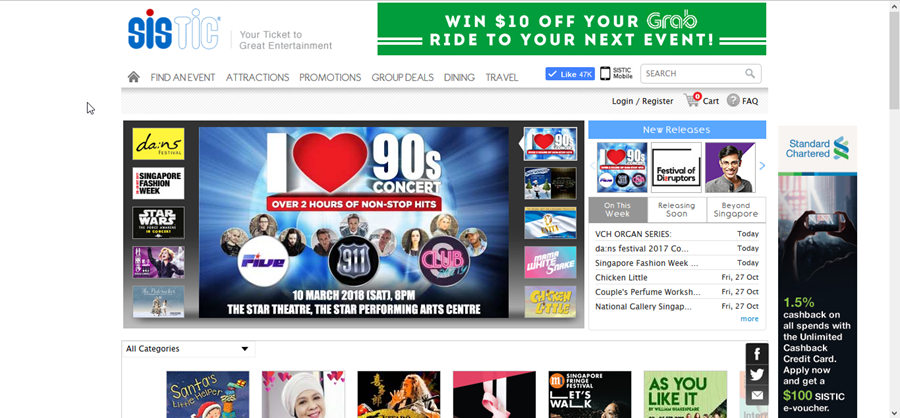 SISTIC
Your Ticket to
Great Entertainment
WIN $10 OFF YOUR Grab
RIDE TO YOUR NEXT EVENT!
FIND AN EVENT ATTRACTIONS PROMOTIONS GROUP DEALS DINING TRAVEL
Like 47K
SISTIC
Mobile
SEARCH
Login / Register 0 Cart ? FAQ
da:ns
FESTIVAL
SINGAPORE
FASHION
WEEK
STAR
WARS
IN CONCERT
I 90s
CONCERT
OVER 2 HOURS OF NON-STOP HITS
FIVE
911
CLUB
10 MARCH 2018 (SAT), 8PM
THE STAR THEATRE, THE STAR PERFORMING ARTS CENTRE
MAMA
WHITE
SNAKE
CHICKEN
LITTLE
New Releases
Festival of
Disruptors
On This
Week
Releasing
Soon
Beyond
Singapore
VCH ORGAN SERIES: Today
da:ns festival 2017 Co... Today
Singapore Fashion Week ... Today
Chicken Little Fri, 27 Oct
Couple's Perfume Worksh... Fri, 27 Oct
National Gallery Singap... Fri, 27 Oct
more
Standard
Chartered
1.5%
cashback on
all spends with
the Unlimited
Cashback
Credit Card.
Apply now
and get a
$100 SISTIC
voucher.
All Categories
Santa's
Little Helper
SINGAPORE
FRINGE
FESTIVAL
LET'S
WALK
AS YOU
LIKE IT
BY WILLIAM SHAKESPEARE